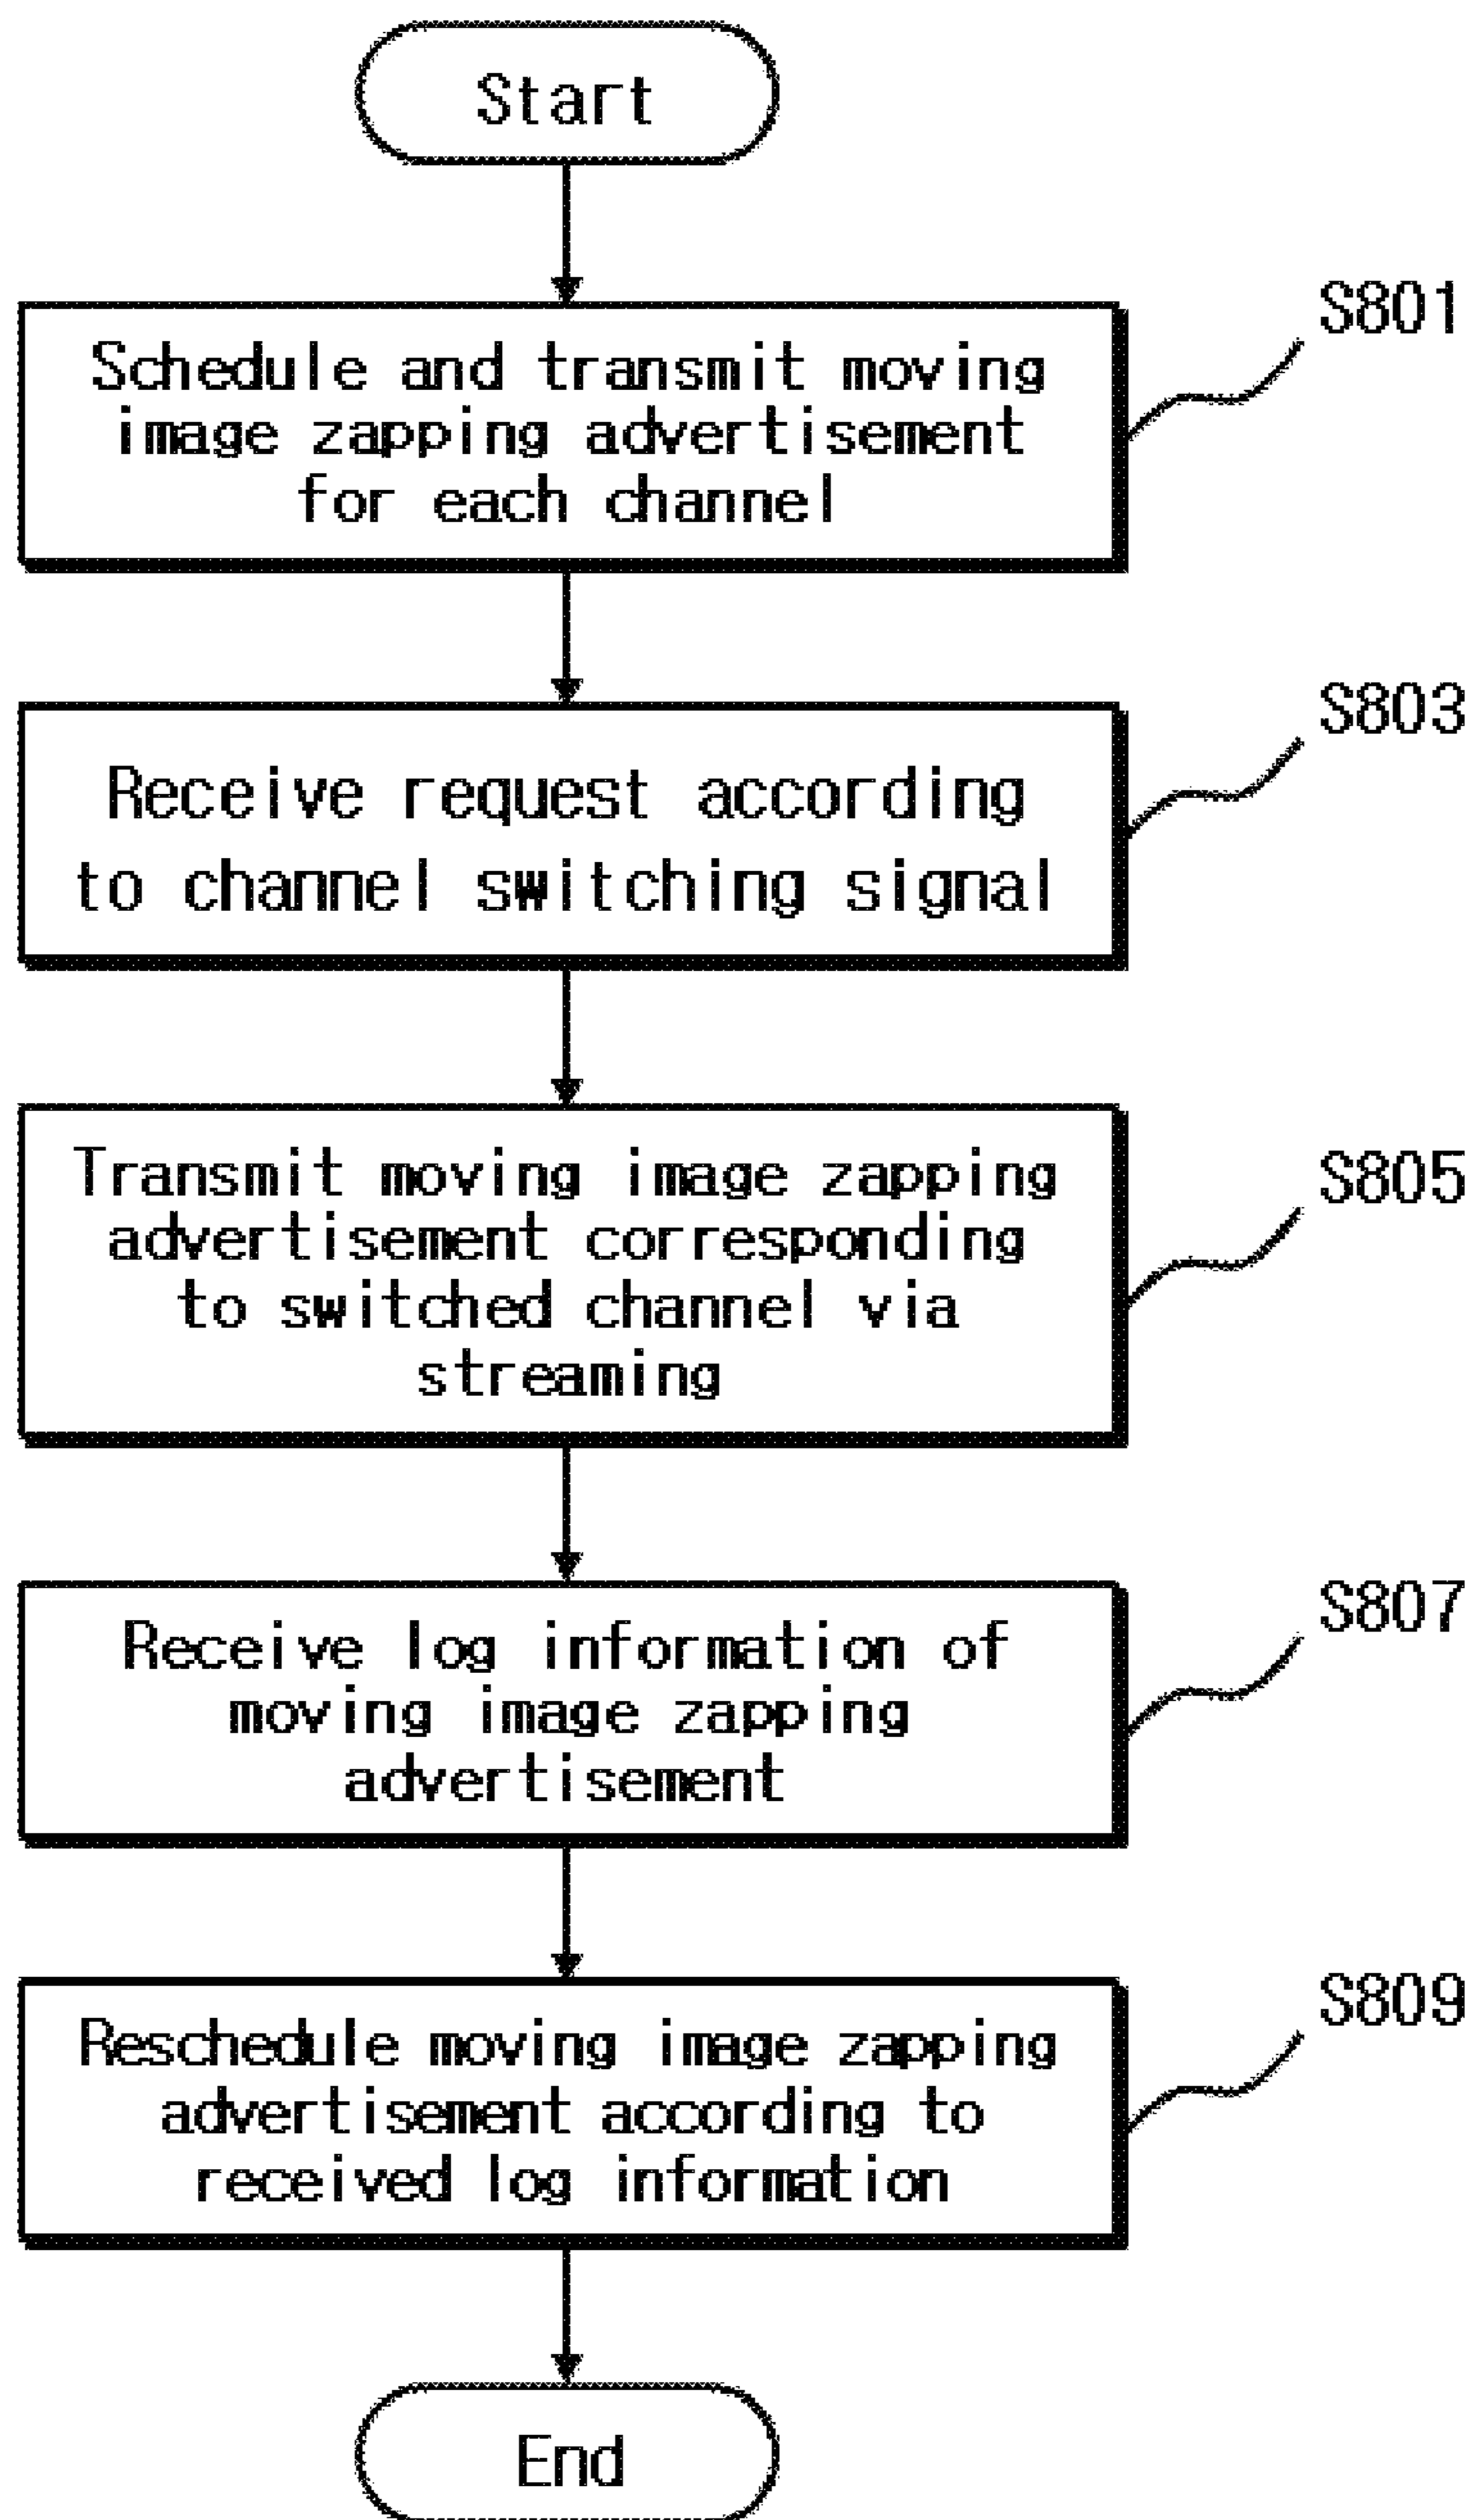 Start
S801
Schedule and transmit moving
image zapping advertisement
for each channel
S803
Receive request according
to channel switching signal
S805
Transmit moving image zapping
advertisement corresponding
to switched channel via
streaming
S807
Receive log information of
moving image zapping
advertisement
S809
Reschedule moving image zapping
advertisement according to
received log information
End